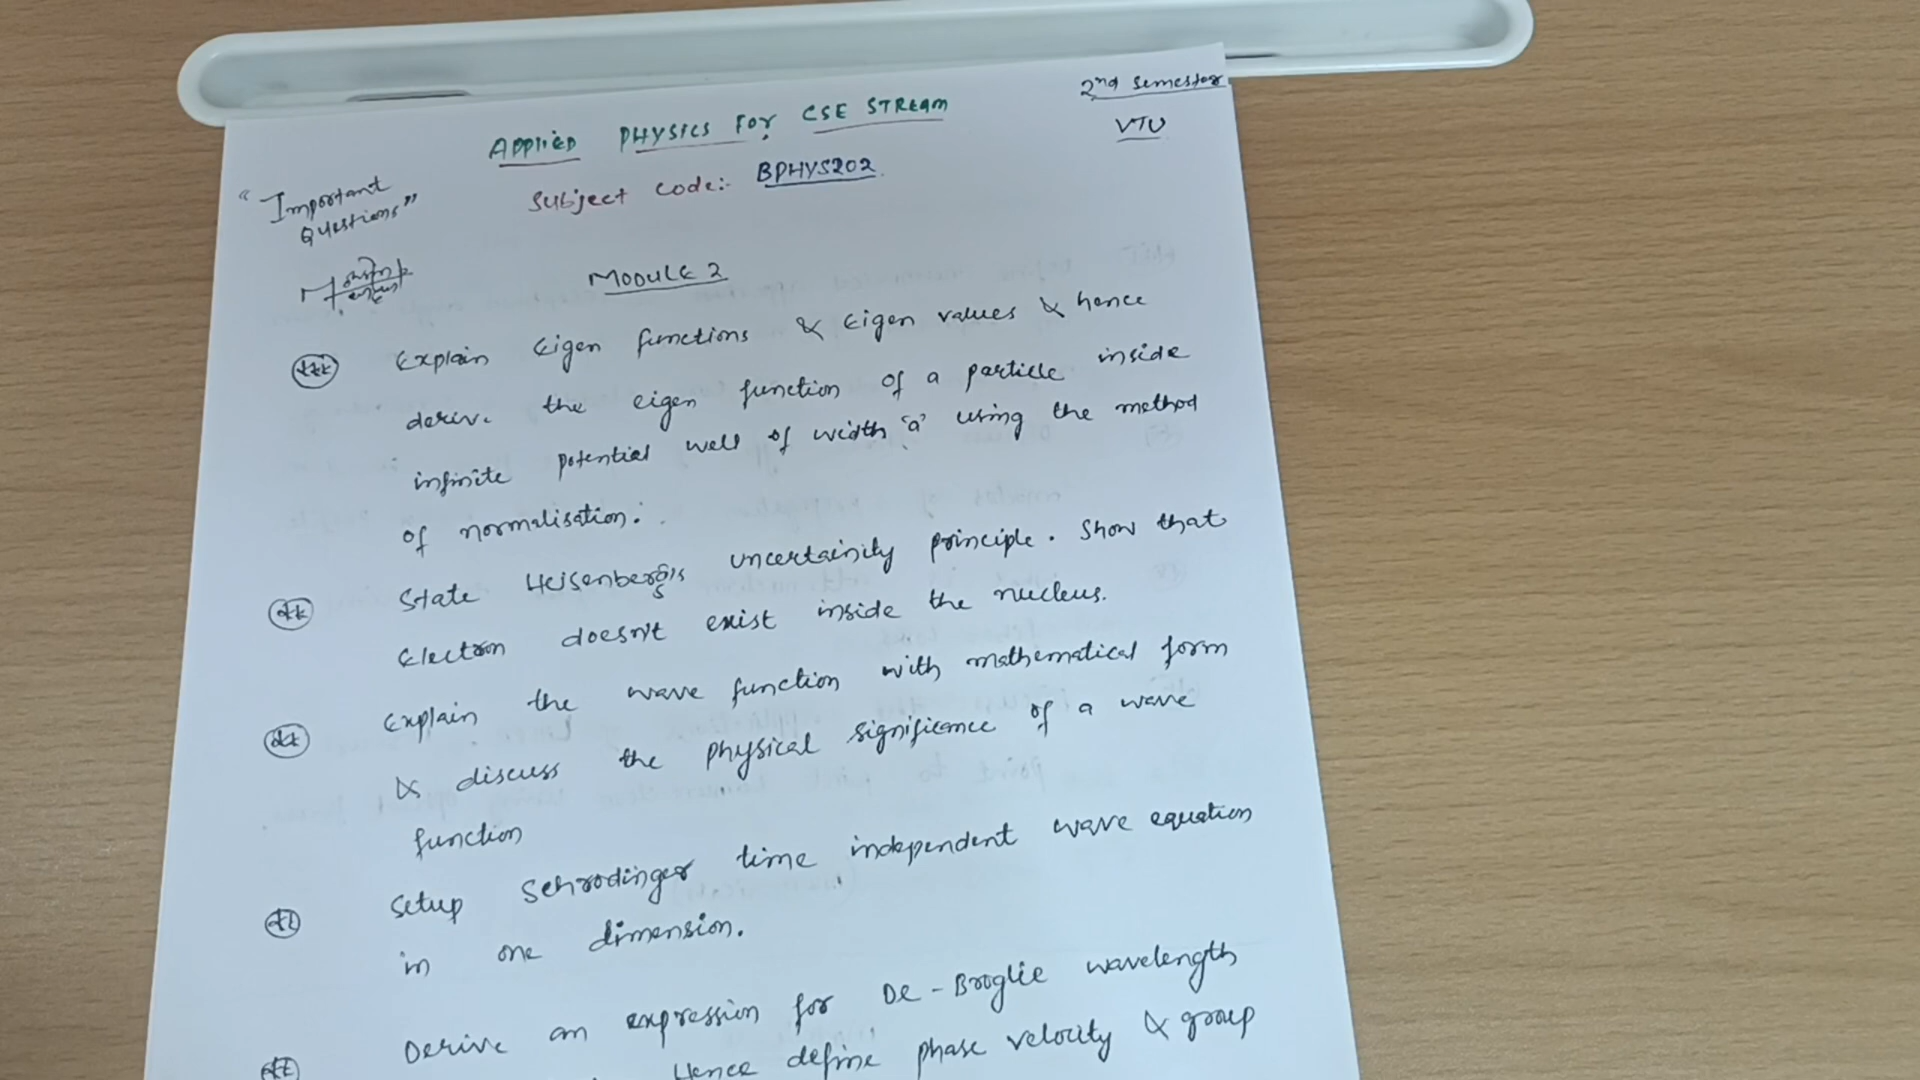 2nd Semester
VTU
APPliED PHYSICS FOR CSE STREAM
Subject Code:- BPHYS202
"Important
Questions"
MODULE 2
Explain Eigen functions & Eigen values & hence
derive the eigen function of a particle inside
infinite potential well of width 'a' using the method
of normalisation.
State Heisenberg's uncertainity principle. Show that
Electron doesn't exist inside the nucleus.
Explain the wave function with mathematical form
& discuss the physical significance of a wave
function
Setup Schrodinger time independent wave equation
in one dimension.
Derive an expression for De-Broglie wavelength
Hence define phase velocity & group